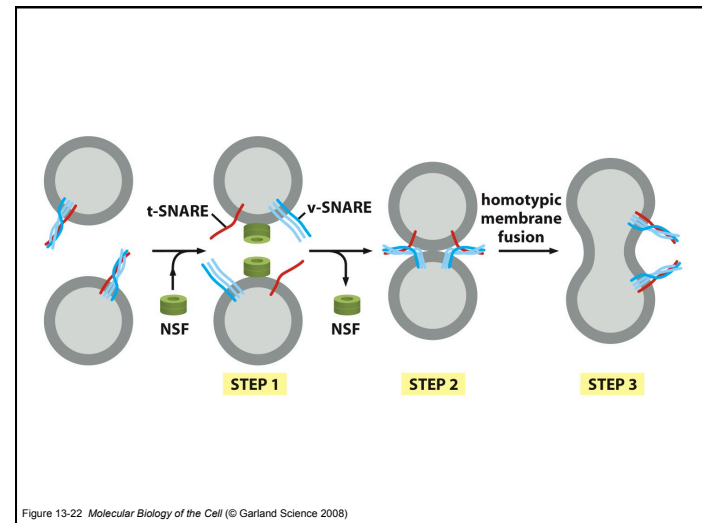 t-SNARE
v-SNARE
homotypic
membrane
fusion
NSF
NSF
STEP 1
STEP 2
STEP 3
Figure 13-22 Molecular Biology of the Cell (© Garland Science 2008)